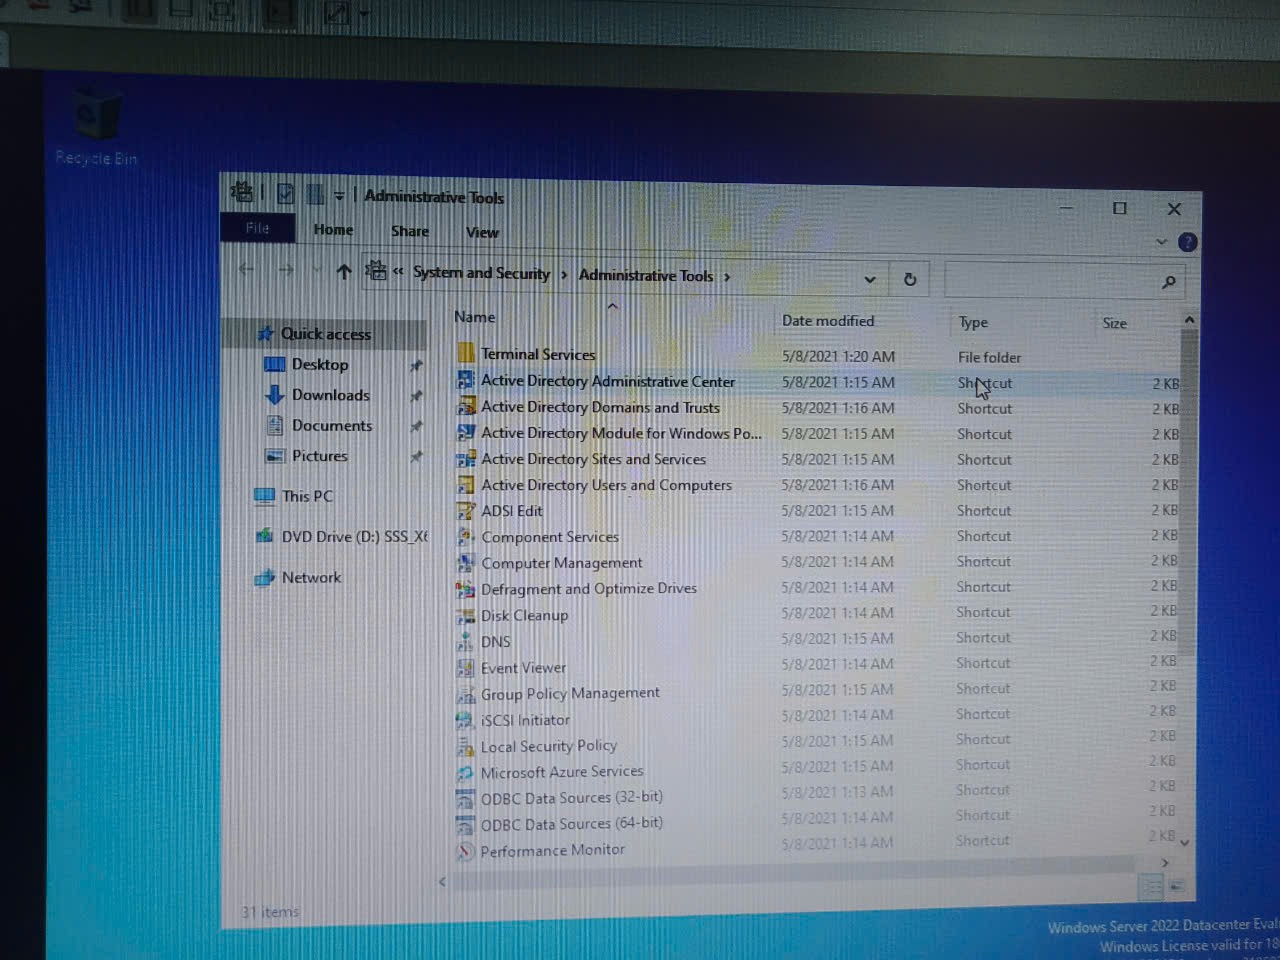 Recycle Bin
Administrative Tools
File Home Share View
« System and Security › Administrative Tools ›
Name Date modified Type Size
Quick access
Desktop
Downloads
Documents
Pictures
This PC
DVD Drive (D:) SSS_X6
Network
Terminal Services 5/8/2021 1:20 AM File folder
Active Directory Administrative Center 5/8/2021 1:15 AM Shortcut 2 KB
Active Directory Domains and Trusts 5/8/2021 1:16 AM Shortcut 2 KB
Active Directory Module for Windows Po... 5/8/2021 1:15 AM Shortcut 2 KB
Active Directory Sites and Services 5/8/2021 1:15 AM Shortcut 2 KB
Active Directory Users and Computers 5/8/2021 1:16 AM Shortcut 2 KB
ADSI Edit 5/8/2021 1:15 AM Shortcut 2 KB
Component Services 5/8/2021 1:14 AM Shortcut 2 KB
Computer Management 5/8/2021 1:14 AM Shortcut 2 KB
Defragment and Optimize Drives 5/8/2021 1:14 AM Shortcut 2 KB
Disk Cleanup 5/8/2021 1:14 AM Shortcut 2 KB
DNS 5/8/2021 1:15 AM Shortcut 2 KB
Event Viewer 5/8/2021 1:14 AM Shortcut 2 KB
Group Policy Management 5/8/2021 1:15 AM Shortcut 2 KB
iSCSI Initiator 5/8/2021 1:14 AM Shortcut 2 KB
Local Security Policy 5/8/2021 1:15 AM Shortcut 2 KB
Microsoft Azure Services 5/8/2021 1:15 AM Shortcut 2 KB
ODBC Data Sources (32-bit) 5/8/2021 1:13 AM Shortcut 2 KB
ODBC Data Sources (64-bit) 5/8/2021 1:14 AM Shortcut 2 KB
Performance Monitor 5/8/2021 1:14 AM Shortcut 2 KB
31 items
Windows Server 2022 Datacenter Eval
Windows License valid for 18